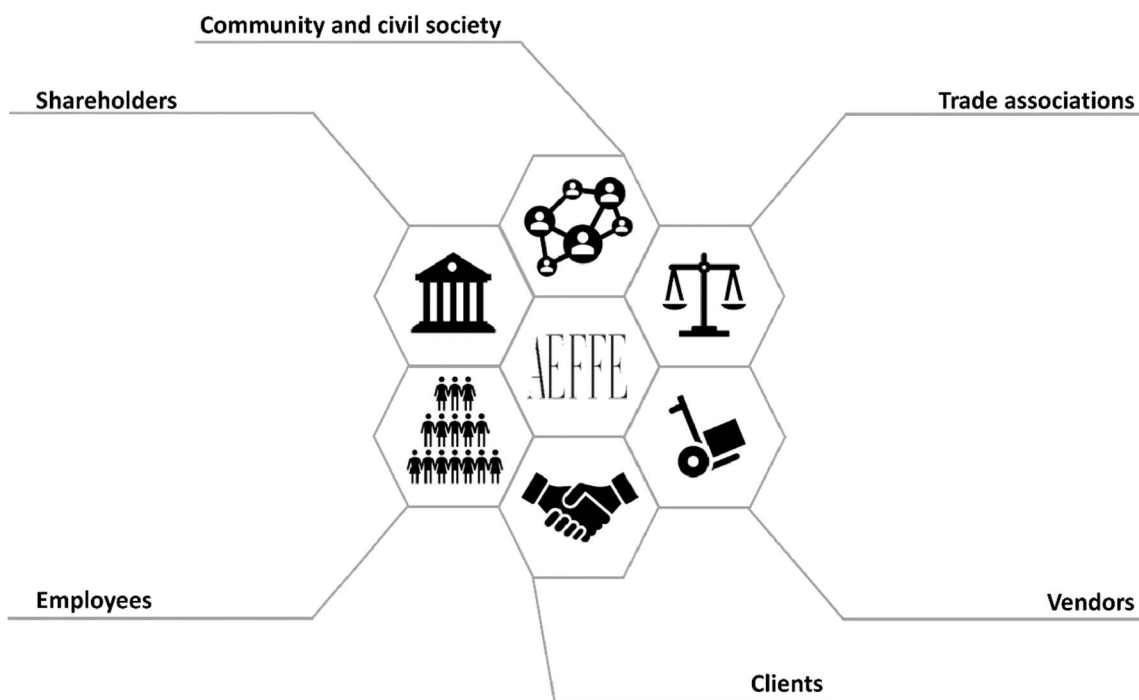 Community and civil society
Shareholders
Trade associations
AEFFE
Employees
Vendors
Clients